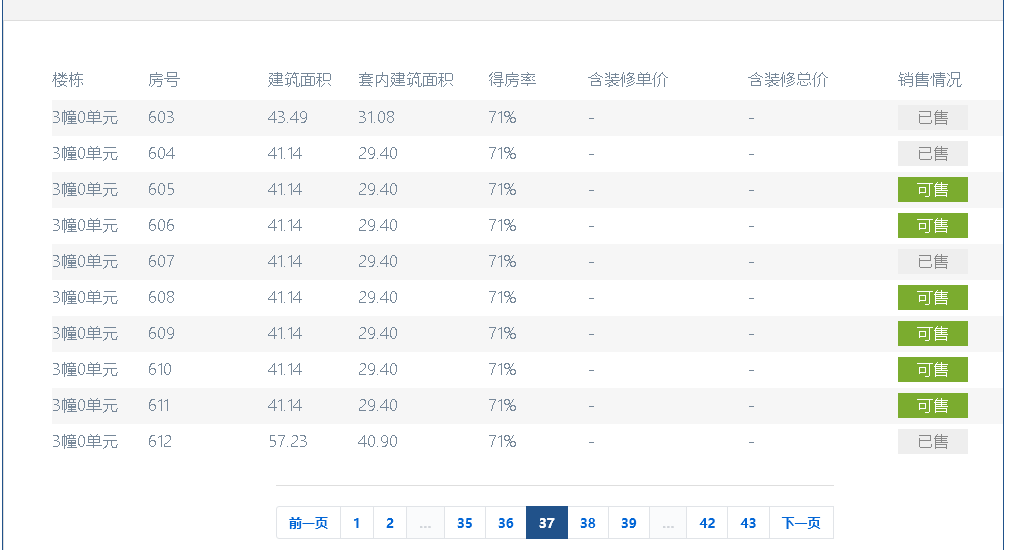 楼栋 房号 建筑面积 套内建筑面积 得房率 含装修单价 含装修总价 销售情况
3幢0单元 603 43.49 31.08 71% - - 已售
3幢0单元 604 41.14 29.40 71% - - 已售
3幢0单元 605 41.14 29.40 71% - - 可售
3幢0单元 606 41.14 29.40 71% - - 可售
3幢0单元 607 41.14 29.40 71% - - 已售
3幢0单元 608 41.14 29.40 71% - - 可售
3幢0单元 609 41.14 29.40 71% - - 可售
3幢0单元 610 41.14 29.40 71% - - 可售
3幢0单元 611 41.14 29.40 71% - - 可售
3幢0单元 612 57.23 40.90 71% - - 已售
前一页 1 2 ... 35 36 37 38 39 ... 42 43 下一页